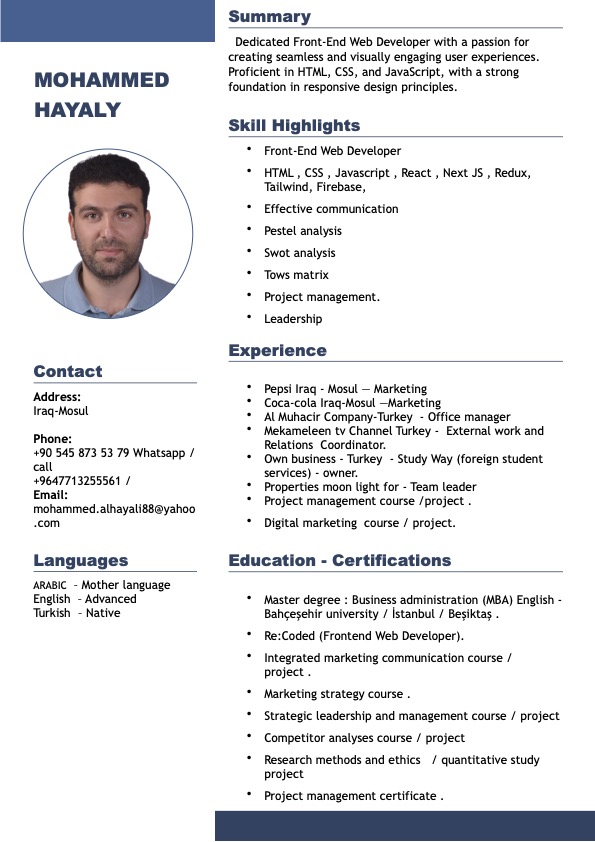 MOHAMMED
HAYALY
Contact
Address:
Iraq-Mosul
Phone:
+90 545 873 53 79 Whatsapp /
call
+9647713255561 /
Email:
mohammed.alhayali88@yahoo
.com
Languages
ARABIC - Mother language
English - Advanced
Turkish - Native
Summary
Dedicated Front-End Web Developer with a passion for
creating seamless and visually engaging user experiences.
Proficient in HTML, CSS, and JavaScript, with a strong
foundation in responsive design principles.
Skill Highlights
• Front-End Web Developer
• HTML , CSS , Javascript , React , Next JS , Redux,
Tailwind, Firebase,
• Effective communication
• Pestel analysis
• Swot analysis
• Tows matrix
• Project management.
• Leadership
Experience
• Pepsi Iraq - Mosul — Marketing
• Coca-cola Iraq-Mosul —Marketing
• Al Muhacir Company-Turkey - Office manager
• Mekameleen tv Channel Turkey - External work and
Relations Coordinator.
• Own business - Turkey - Study Way (foreign student
services) - owner.
• Properties moon light for - Team leader
• Project management course /project .
• Digital marketing course / project.
Education - Certifications
• Master degree : Business administration (MBA) English -
Bahçeşehir university / İstanbul / Beşiktaş .
• Re:Coded (Frontend Web Developer).
• Integrated marketing communication course /
project .
• Marketing strategy course .
• Strategic leadership and management course / project
• Competitor analyses course / project
• Research methods and ethics / quantitative study
project
• Project management certificate .